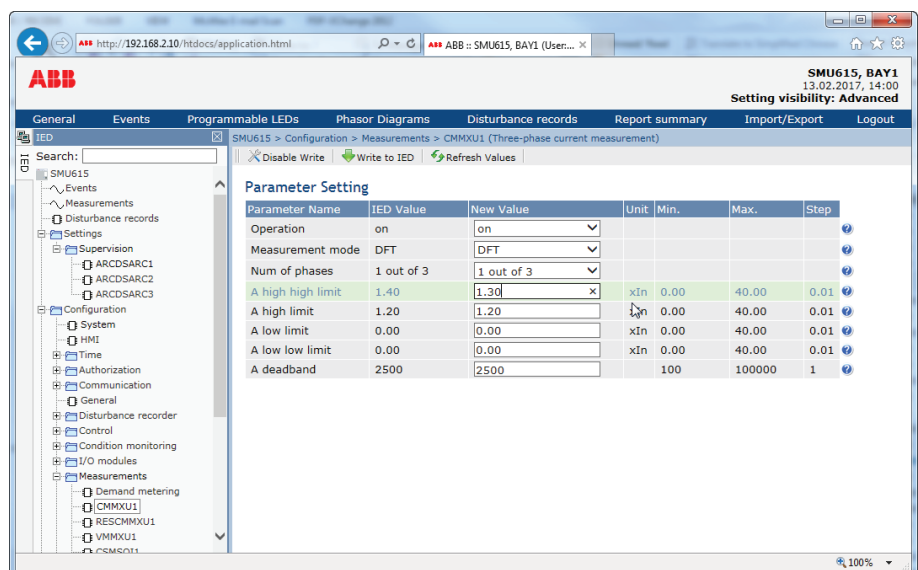 http://192.168.2.10/htdocs/application.html
ABB ABB :: SMU615, BAY1 (User:...
ABB
SMU615, BAY1
13.02.2017, 14:00
Setting visibility: Advanced
General Events Programmable LEDs Phasor Diagrams Disturbance records Report summary Import/Export Logout
IED
IED
SMU615 > Configuration > Measurements > CMMXU1 (Three-phase current measurement)
Search:
Disable Write Write to IED Refresh Values
SMU615
Events
Measurements
Disturbance records
Settings
Supervision
ARCDSARC1
ARCDSARC2
ARCDSARC3
Configuration
System
HMI
Time
Authorization
Communication
General
Disturbance recorder
Control
Condition monitoring
I/O modules
Measurements
Demand metering
CMMXU1
RESCMMXU1
VMMXU1
CSMSQI1
Parameter Setting
Parameter Name IED Value New Value Unit Min. Max. Step
Operation on on
Measurement mode DFT DFT
Num of phases 1 out of 3 1 out of 3
A high high limit 1.40 1.30 xIn 0.00 40.00 0.01
A high limit 1.20 1.20 xIn 0.00 40.00 0.01
A low limit 0.00 0.00 xIn 0.00 40.00 0.01
A low low limit 0.00 0.00 xIn 0.00 40.00 0.01
A deadband 2500 2500 100 100000 1
100%